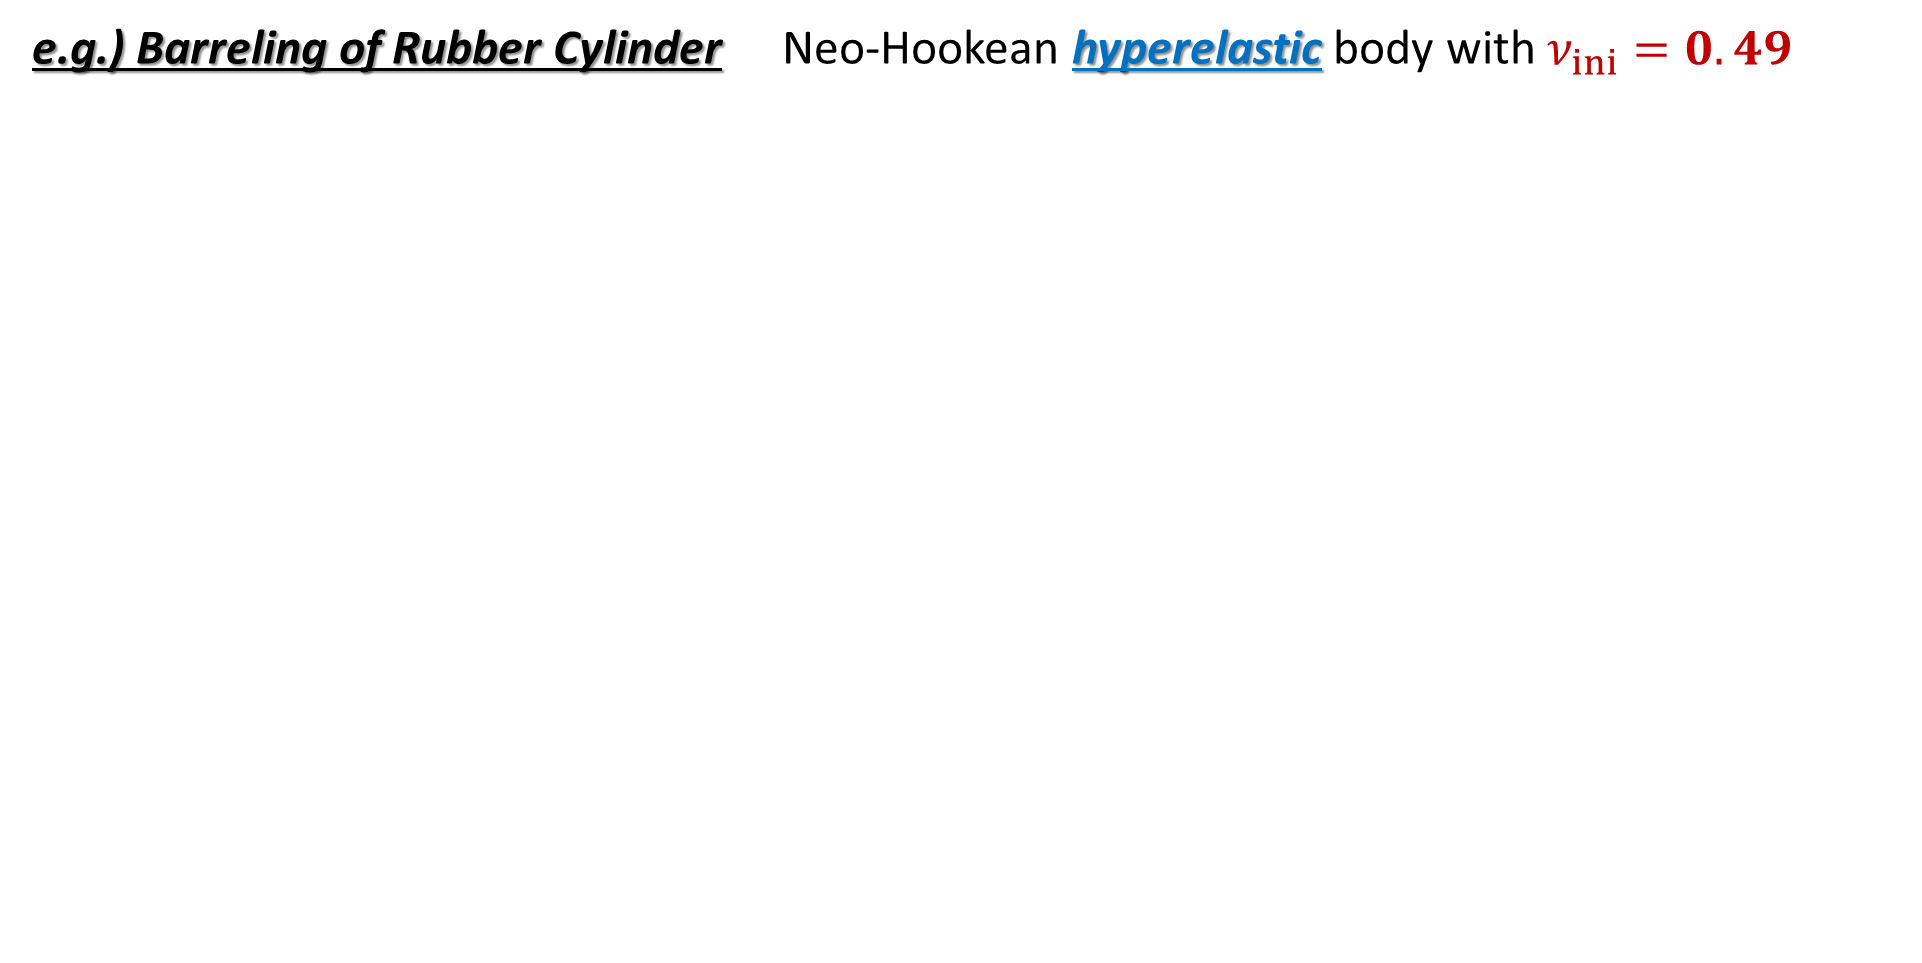 e.g.) Barreling of Rubber Cylinder Neo-Hookean hyperelastic body with ν_ini = 0.49